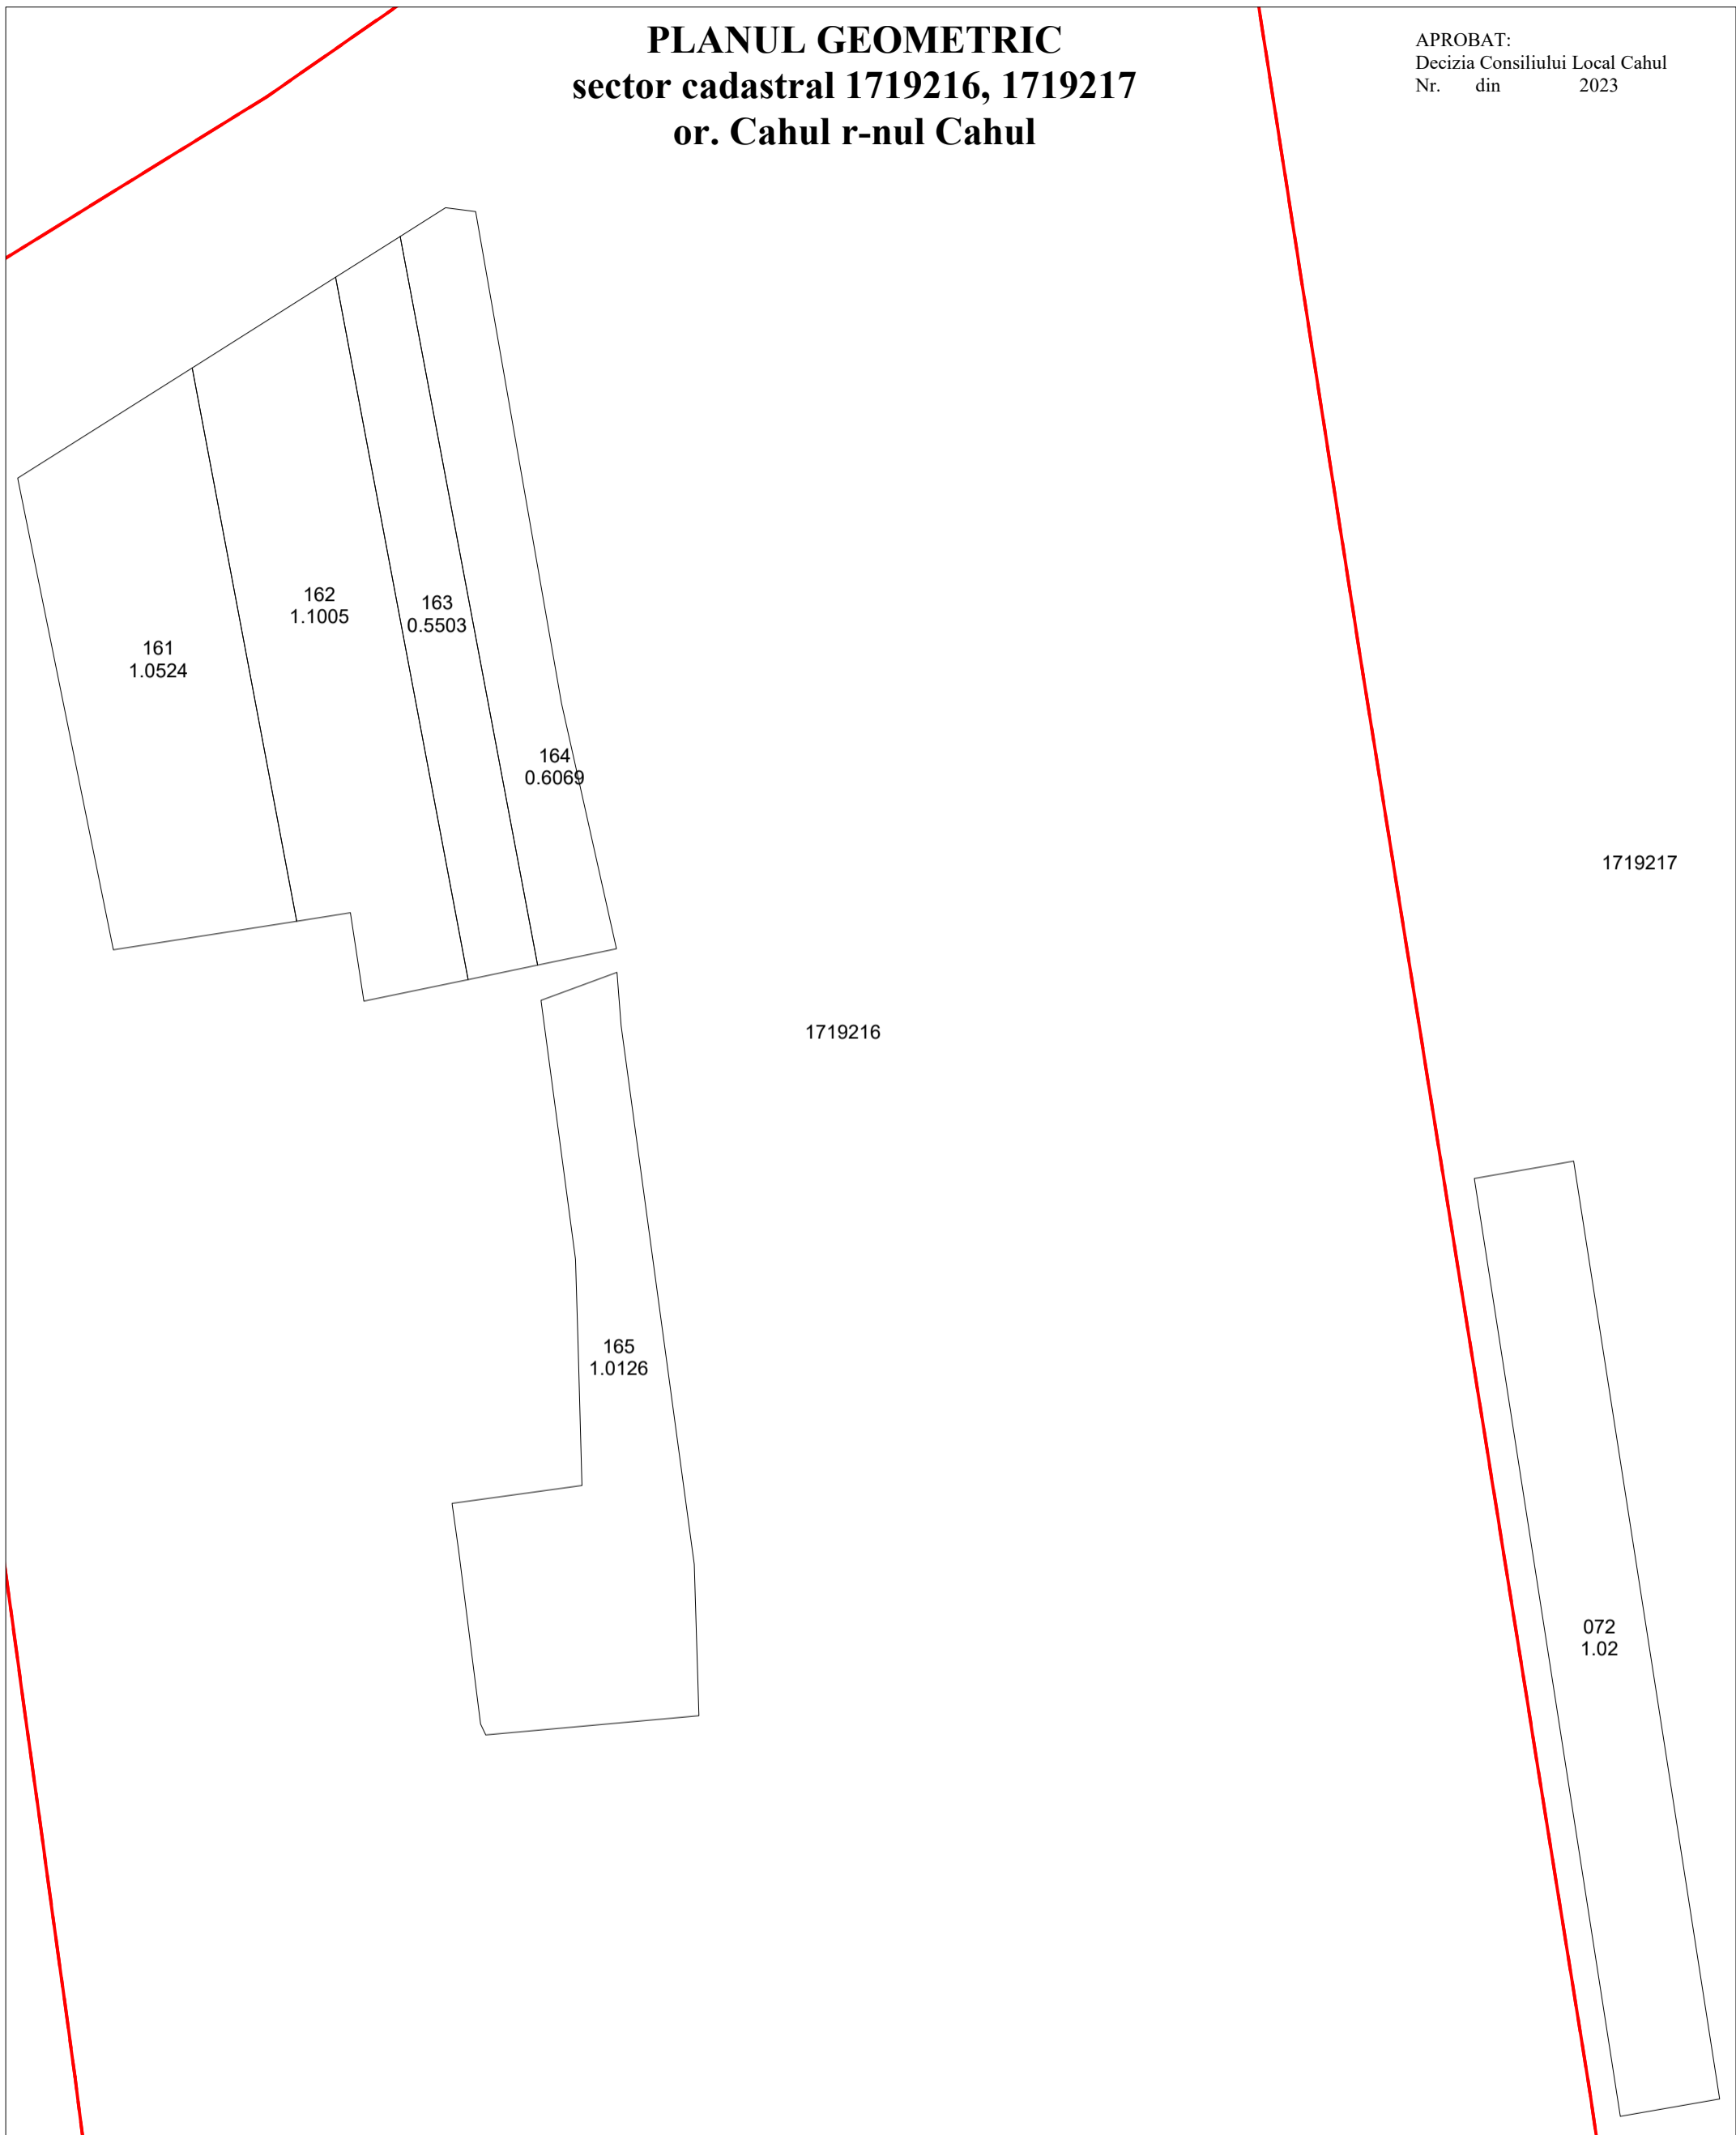 PLANUL GEOMETRIC
sector cadastral 1719216, 1719217
or. Cahul r-nul Cahul
APROBAT:
Decizia Consiliului Local Cahul
Nr. din 2023
162
1.1005
163
0.5503
161
1.0524
164
0.6069
1719217
1719216
165
1.0126
072
1.02